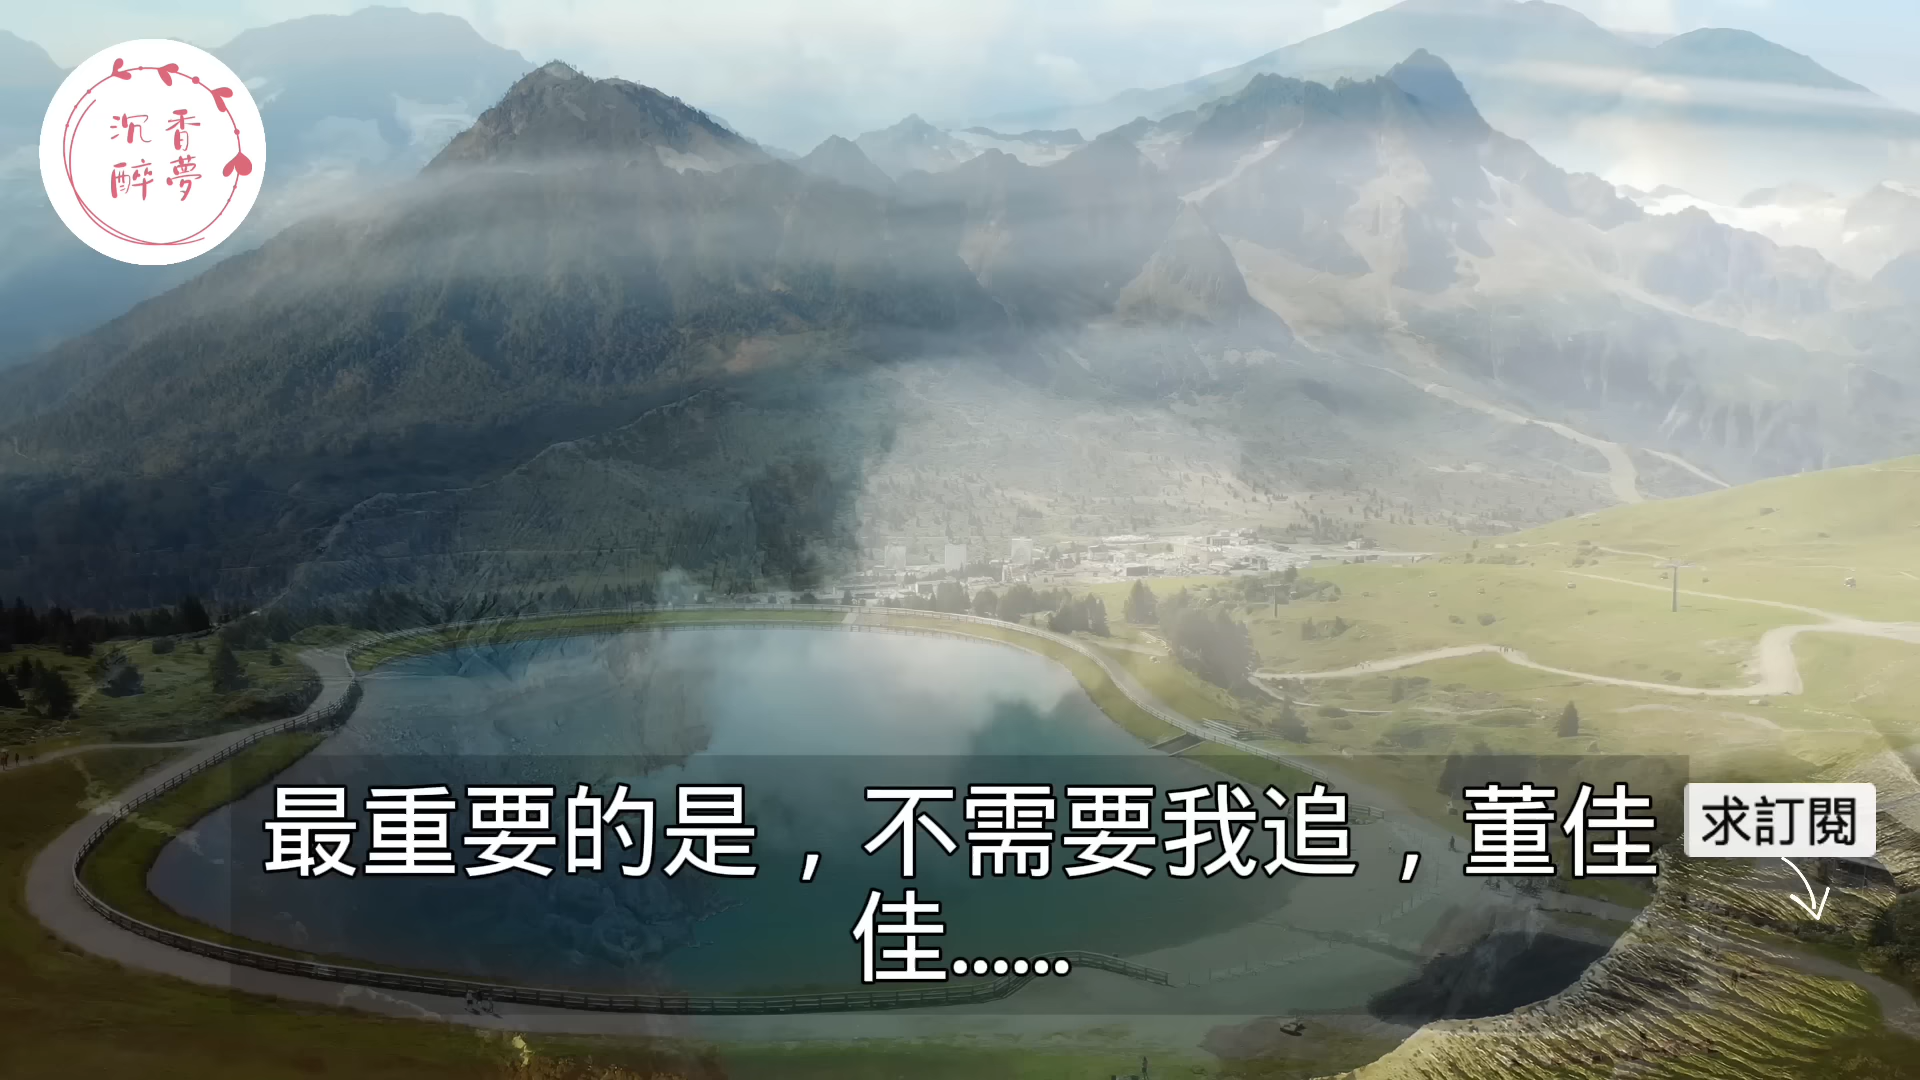 沉香
醉夢
最重要的是，不需要我追，董佳
佳......
求訂閱